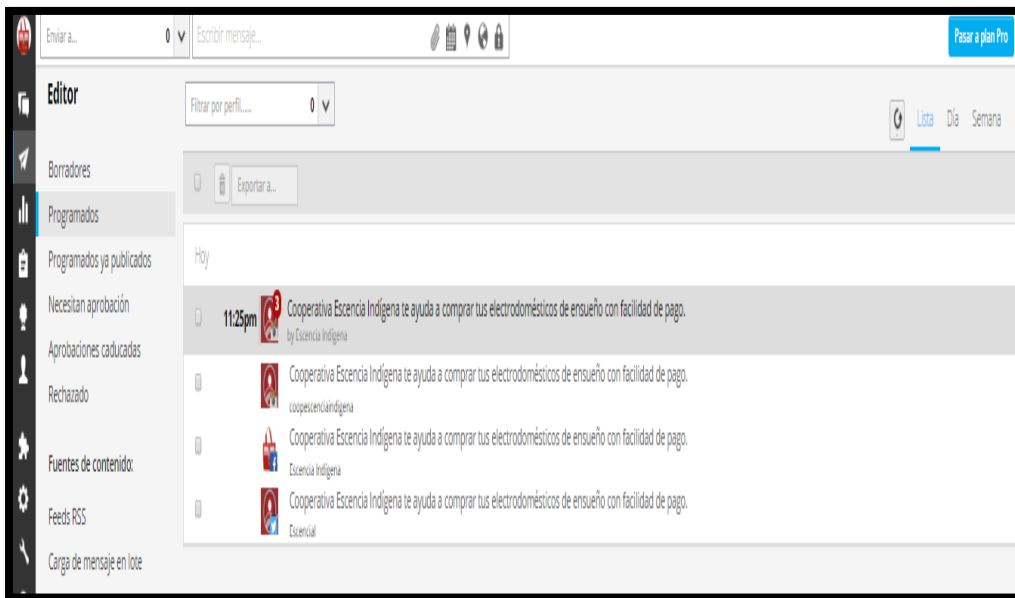 Enviar a... 0 Escribir mensaje... Pasar a plan Pro
Editor
Filtrar por perfil..... 0
Lista Día Semana
Borradores
Exportar a...
Programados
Programados ya publicados
Hoy
Necesitan aprobación
11:25pm 3 Cooperativa Escencia Indígena te ayuda a comprar tus electrodomésticos de ensueño con facilidad de pago.
by Escencia Indígena
Aprobaciones caducadas
Cooperativa Escencia Indígena te ayuda a comprar tus electrodomésticos de ensueño con facilidad de pago.
Rechazado
coopescenciaindigena
Cooperativa Escencia Indígena te ayuda a comprar tus electrodomésticos de ensueño con facilidad de pago.
Fuentes de contenido:
Escencia Indígena
Cooperativa Escencia Indígena te ayuda a comprar tus electrodomésticos de ensueño con facilidad de pago.
Feeds RSS
Escencial
Carga de mensaje en lote